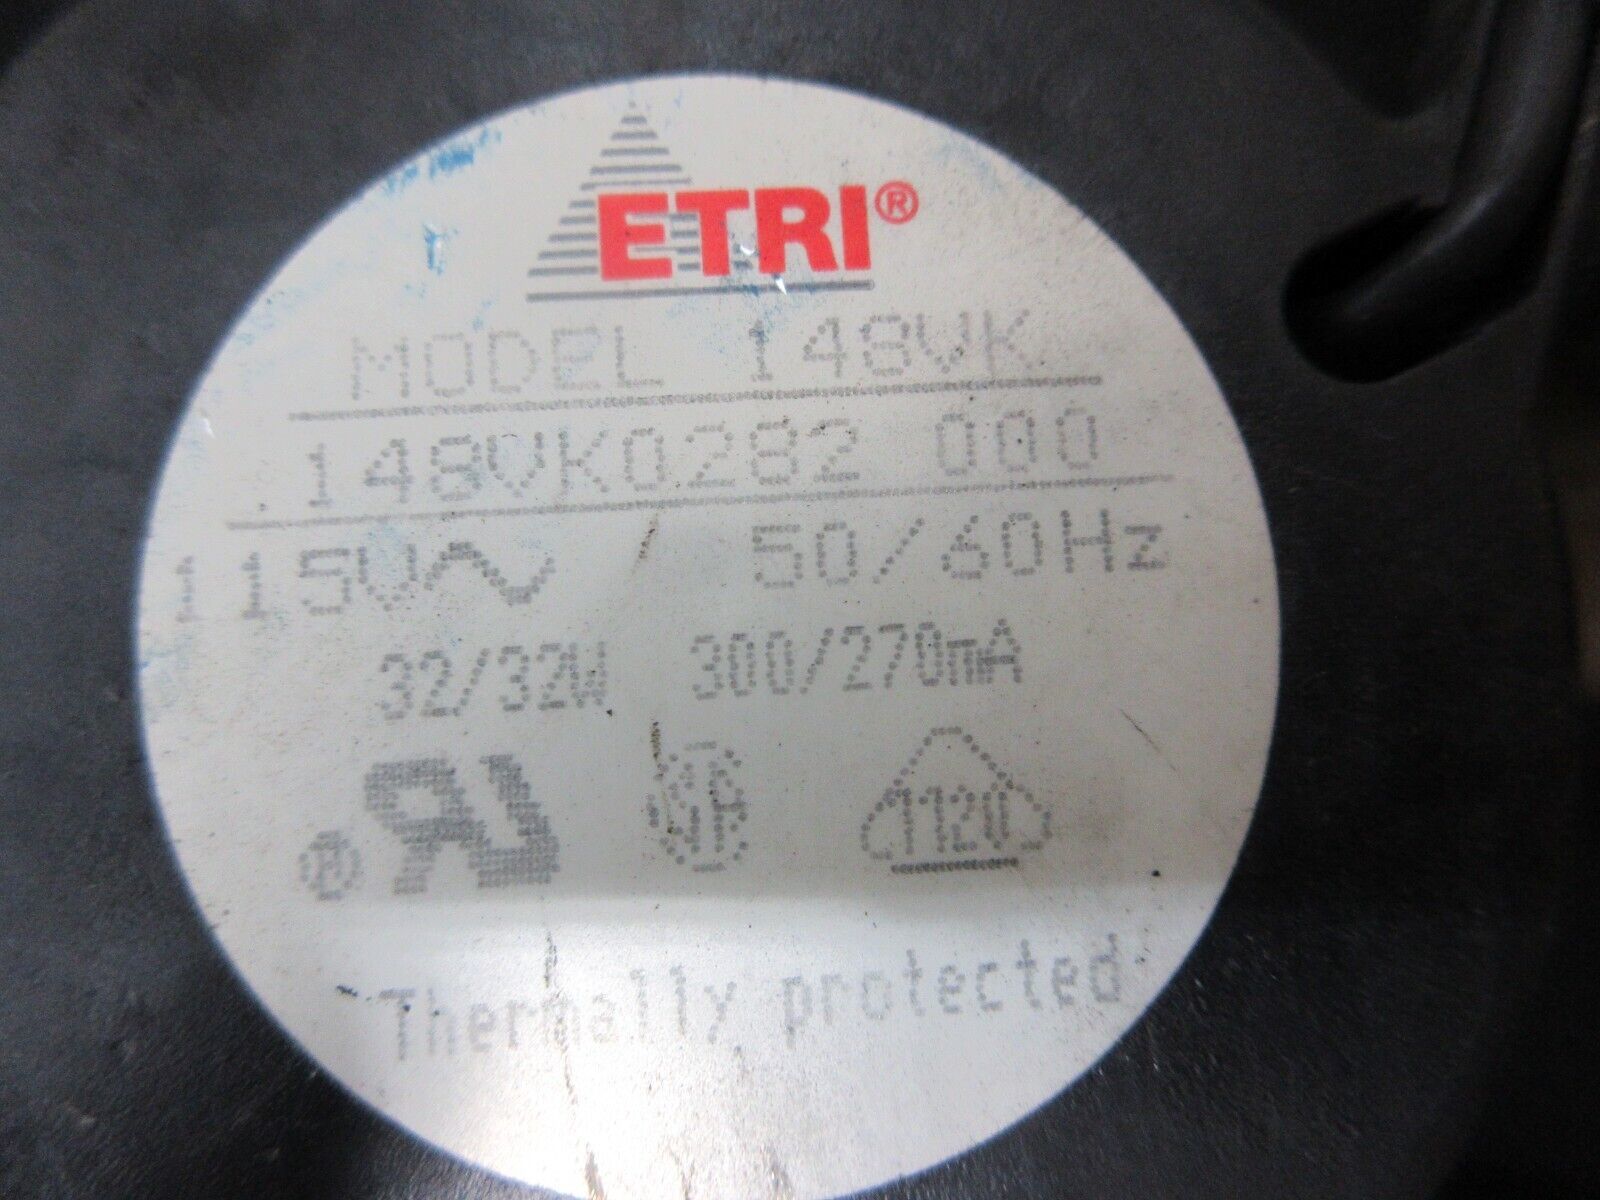 ETRI®
MODEL 148VK
148VK0282 000
115V~ 50/60Hz
32/32W 300/270mA
Thermally protected